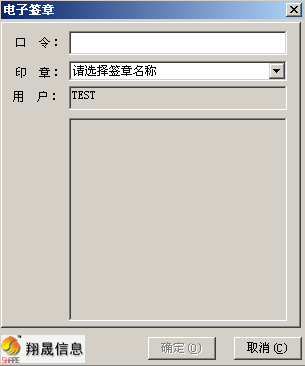 电子签章
口 令：
印 章： 请选择签章名称
用 户： TEST
SHAPE 翔晟信息
确定(O) 取消(C)